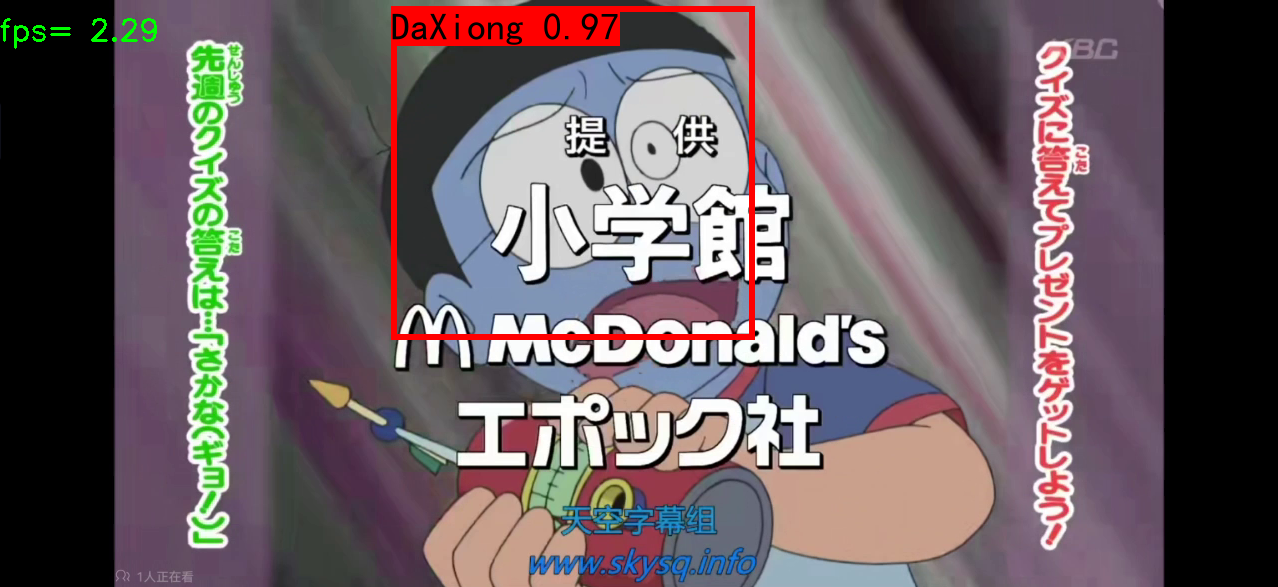 fps= 2.29
DaXiong 0.97
KBC
クイズに答えてプレゼントをゲットしよう!
こた
先週のクイズの答えは…「さかな(ギョ!)」
せんしゅう
こた
提 供
小学館
McDonald's
エポック社
天空字幕组
www.skysq.info
1人正在看